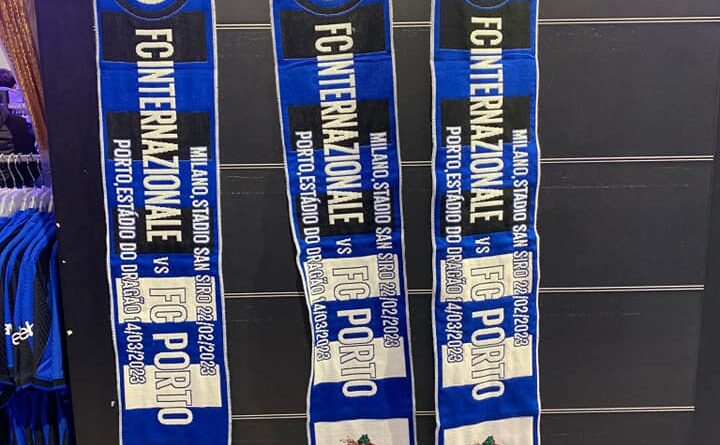 MILANO, STADIO SAN SIRO 22/02/2023
FC INTERNAZIONALE VS FC PORTO
PORTO, ESTÁDIO DO DRAGÃO 14/03/2023
MILANO, STADIO SAN SIRO 22/02/2023
FC INTERNAZIONALE VS FC PORTO
PORTO, ESTÁDIO DO DRAGÃO 14/03/2023
MILANO, STADIO SAN SIRO 22/02/2023
FC INTERNAZIONALE VS FC PORTO
PORTO, ESTÁDIO DO DRAGÃO 14/03/2023